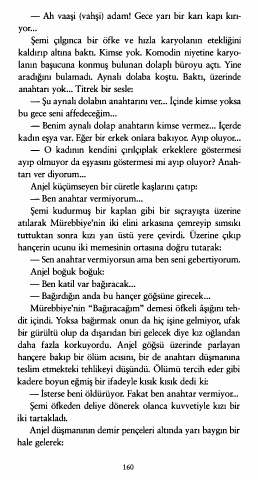 — Ah vaaşi (vahşi) adam! Gece yarı bir karı kapı kırı-
yor...
Şemi çılgınca bir öfke ve hızla karyolanın etekliğini
kaldırıp altına baktı. Kimse yok. Komodin niyetine karyo-
lanın başucuna konmuş bulunan dolaplı büroyu açtı. Yine
aradığını bulamadı. Aynalı dolaba koştu. Baktı, üzerinde
anahtarı yok... Titrek bir sesle:
— Şu aynalı dolabın anahtarını ver... İçinde kimse yoksa
bu gece seni affedeceğim...
— Benim aynalı dolap anahtarın kimse vermez... İçerde
kadın eşya var. Eğer bir erkek onlara bakıyor. Ayıp oluyor...
— O kadının kendini çırılçıplak erkeklere göstermesi
ayıp olmuyor da eşyasını göstermesi mi ayıp oluyor? Anah-
tarı ver diyorum...
Anjel küçümseyen bir cüretle kaşlarını çatıp:
— Ben anahtar vermiyorum...
Şemi kudurmuş bir kaplan gibi bir sıçrayışta üzerine
atılarak Mürebbiye'nin iki elini arkasına çemreyip sımsıkı
tuttuktan sonra kızı yan üstü yere çevirdi. Üzerine çıkıp
hançerin ucunu iki memesinin ortasına doğru tutarak:
— Sen anahtar vermiyorsun ama ben seni gebertiyorum.
Anjel boğuk boğuk:
— Ben katil var bağıracak...
— Bağırdığın anda bu hançer göğsüne girecek...
Mürebbiye'nin "Bağıracağım" demesi öfkeli âşığını teh-
dit içindi. Yoksa bağırmak onun da hiç işine gelmiyor, ufak
bir gürültü olup da dışarıdan biri gelecek diye kız oğlandan
daha fazla korkuyordu. Anjel göğsü üzerinde parlayan
hançere bakıp bir ölüm acısını, bir de anahtarı düşmanına
teslim etmekteki tehlikeyi düşündü. Ölümü tercih eder gibi
kadere boyun eğmiş bir ifadeyle kısık kısık dedi ki:
— İsterse beni öldürüyor. Fakat ben anahtar vermiyor...
Şemi öfkeden deliye dönerek olanca kuvvetiyle kızı bir
iki tartakladı.
Anjel düşmanının demir pençeleri altında yarı baygın bir
hale gelerek:
160